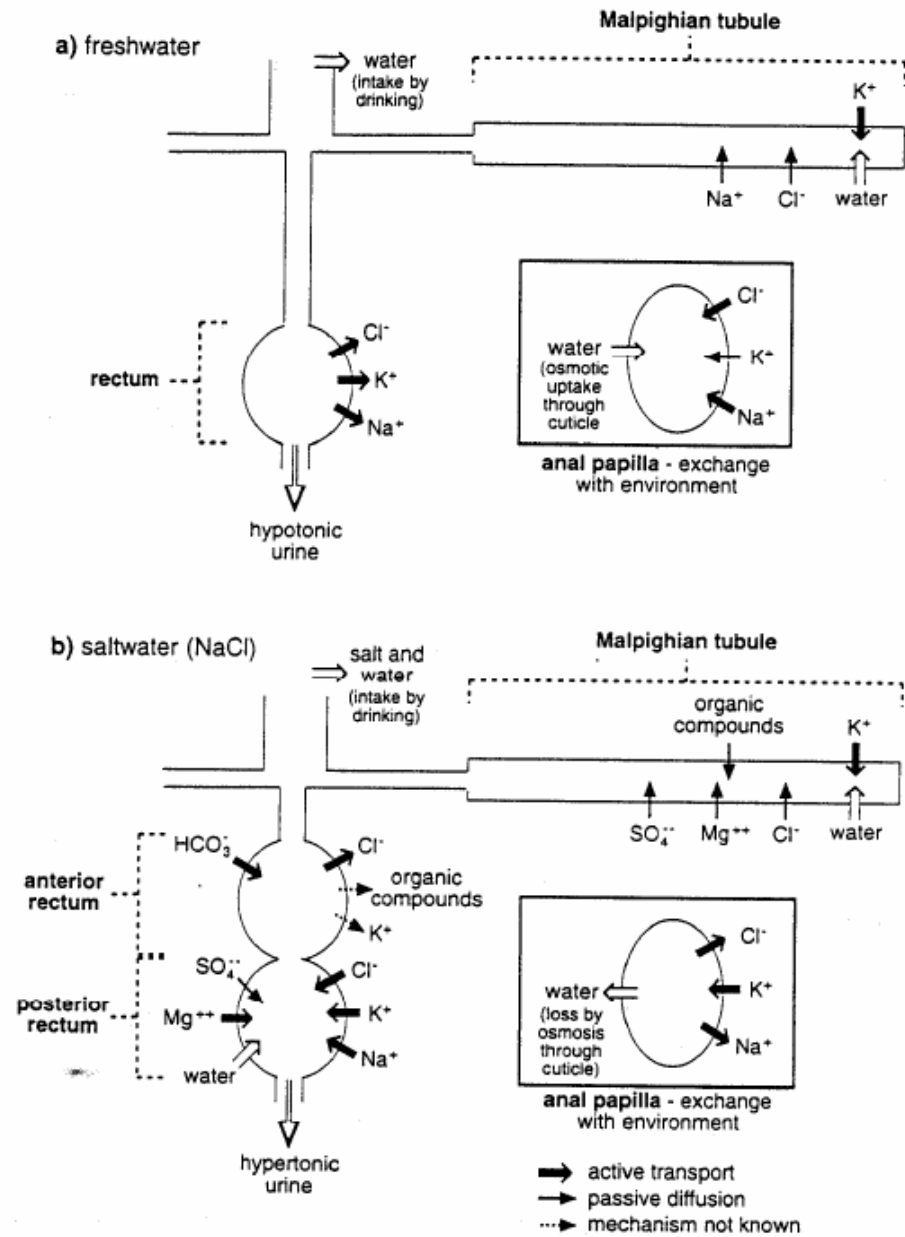 a) freshwater
water
(intake by
drinking)
Malpighian tubule
K+
Na+
Cl-
water
rectum
Cl-
K+
Na+
hypotonic
urine
water
(osmotic
uptake
through
cuticle
Cl-
K+
Na+
anal papilla - exchange
with environment
b) saltwater (NaCl)
salt and
water
(intake by
drinking)
Malpighian tubule
organic
compounds
K+
SO4--
Mg++
Cl-
water
anterior
rectum
HCO3-
Cl-
organic
compounds
K+
posterior
rectum
SO4--
Mg++
water
Cl-
K+
Na+
hypertonic
urine
water
(loss by
osmosis
through
cuticle)
Cl-
K+
Na+
anal papilla - exchange
with environment
active transport
passive diffusion
mechanism not known